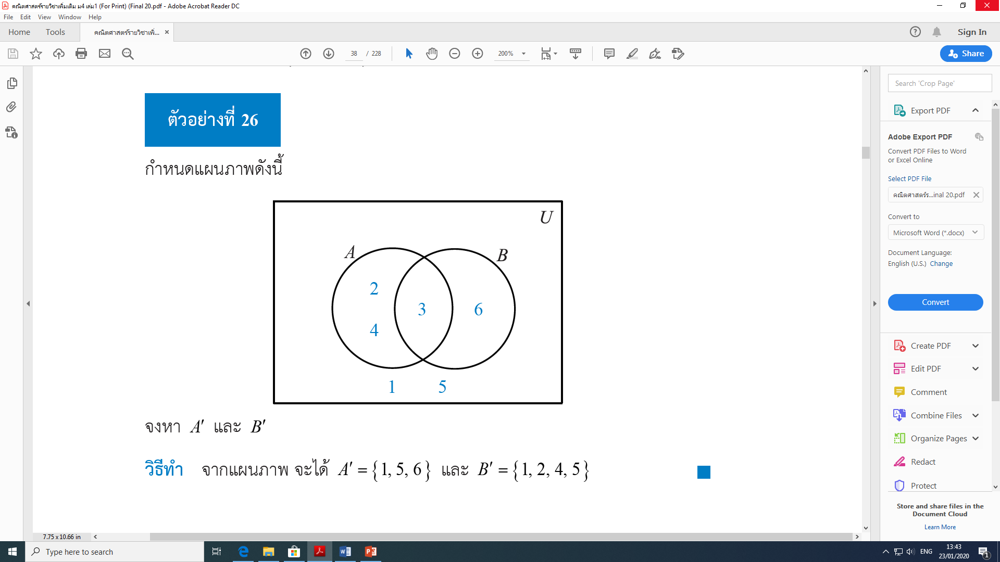 คณิตศาสตร์รายวิชาเพิ่มเติม ม4 เล่ม1 (For Print) (Final 20.pdf - Adobe Acrobat Reader DC
File Edit View Window Help
Home Tools คณิตศาสตร์รายวิชาเพิ่... × Sign In
38 / 228 200% Share
ตัวอย่างที่ 26
กำหนดแผนภาพดังนี้
U
A B
2
3 6
4
1 5
จงหา A′ และ B′
วิธีทำ จากแผนภาพ จะได้ A′ = {1, 5, 6} และ B′ = {1, 2, 4, 5}
7.75 x 10.66 in
Search 'Crop Page'
Export PDF
Adobe Export PDF
Convert PDF Files to Word
or Excel Online
Select PDF File
คณิตศาสตร์ร...inal 20.pdf
Convert to
Microsoft Word (*.docx)
Document Language:
English (U.S.) Change
Convert
Create PDF
Edit PDF
Comment
Combine Files
Organize Pages
Redact
Protect
Store and share files in the
Document Cloud
Learn More
Type here to search
ENG
13:43
23/01/2020
1